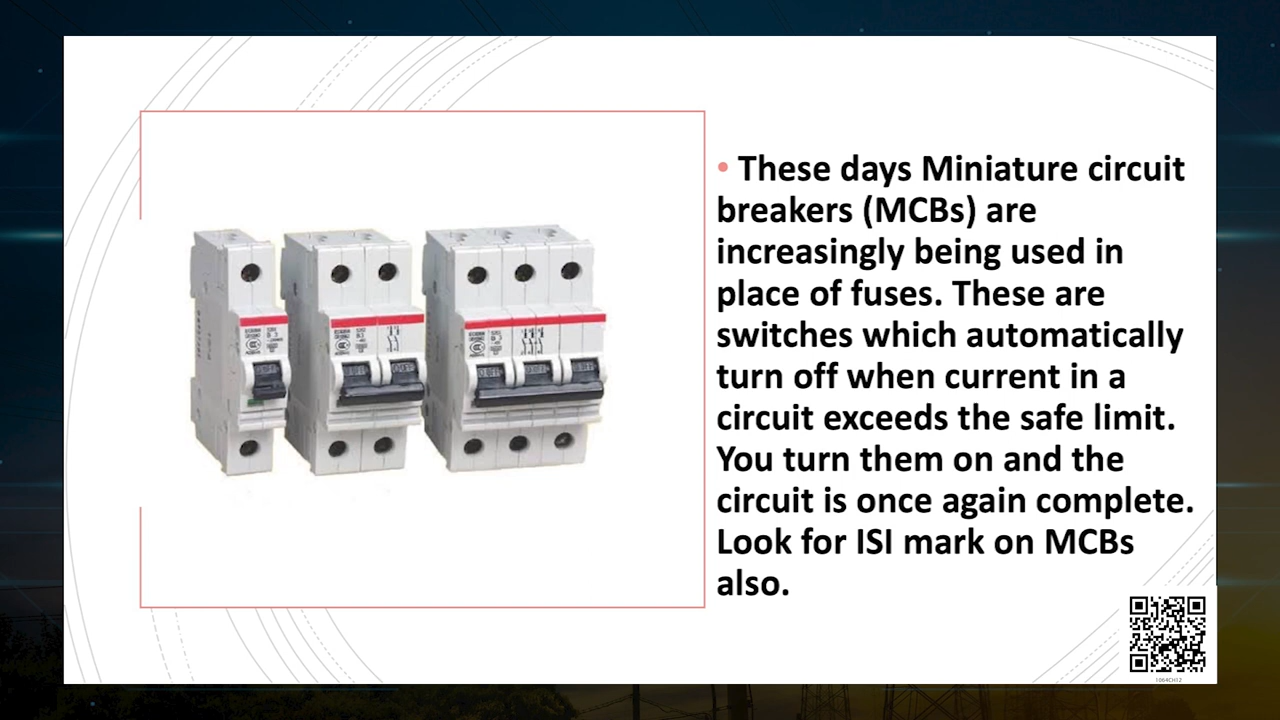 • These days Miniature circuit
breakers (MCBs) are
increasingly being used in
place of fuses. These are
switches which automatically
turn off when current in a
circuit exceeds the safe limit.
You turn them on and the
circuit is once again complete.
Look for ISI mark on MCBs
also.
1064CH12